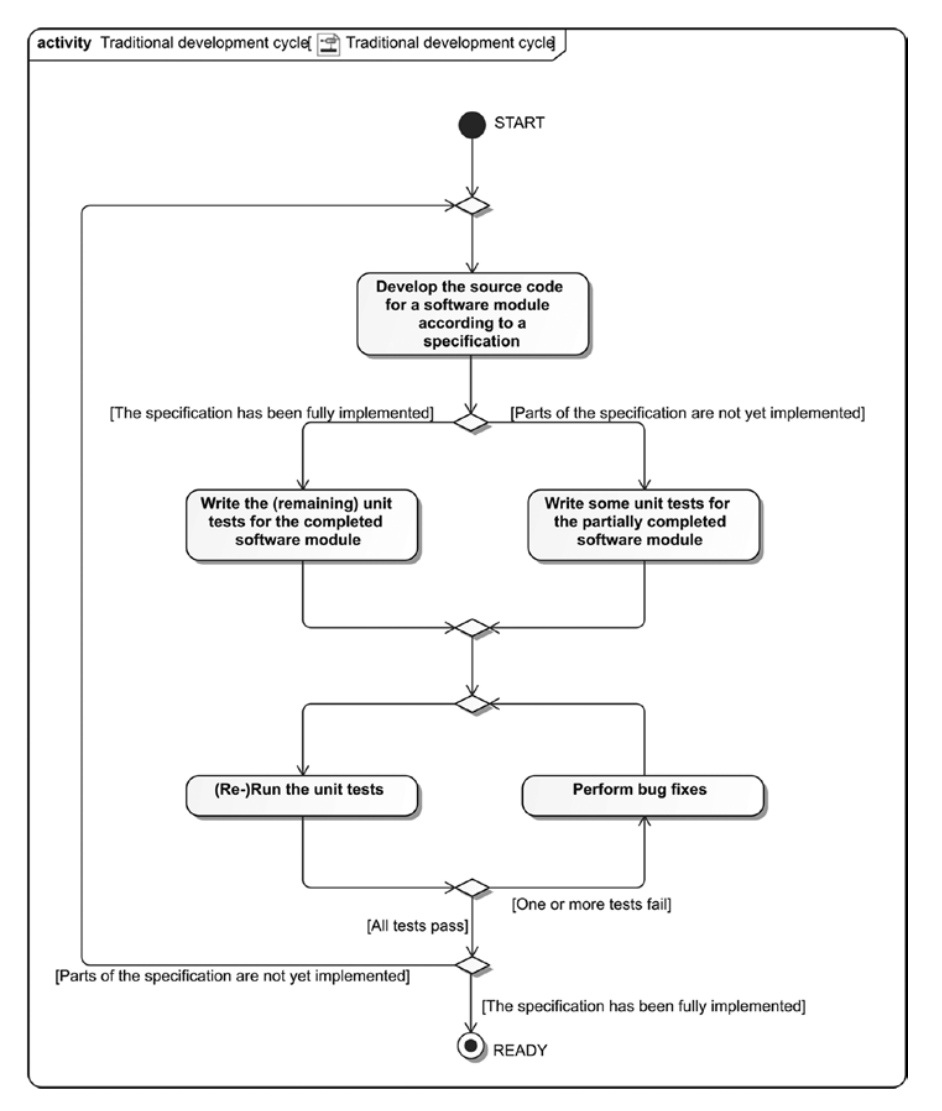 activity Traditional development cycle[ Traditional development cycle]
START
Develop the source code
for a software module
according to a
specification
[The specification has been fully implemented]
[Parts of the specification are not yet implemented]
Write the (remaining) unit
tests for the completed
software module
Write some unit tests for
the partially completed
software module
(Re-)Run the unit tests
Perform bug fixes
[One or more tests fail]
[All tests pass]
[Parts of the specification are not yet implemented]
[The specification has been fully implemented]
READY